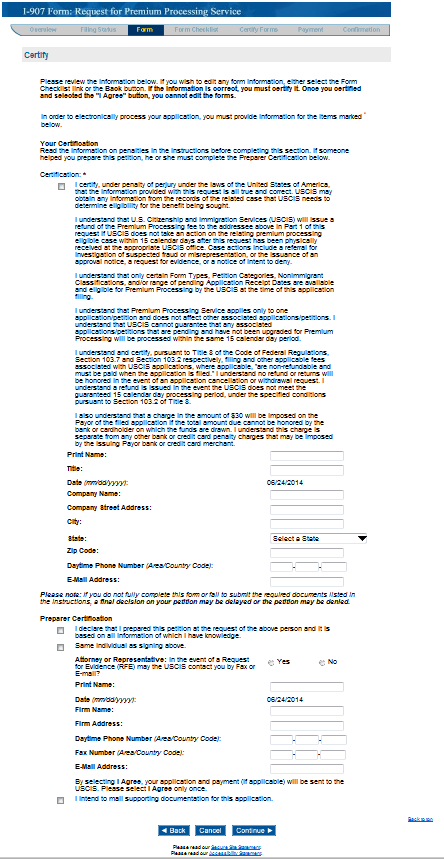 I-907 Form: Request for Premium Processing Service
Overview Filing Status Form Form Checklist Certify Forms Payment Confirmation
Certify
Please review the information below. If you wish to edit any form information, either select the Form
Checklist link or the Back button. If the information is correct, you must certify it. Once you certified
and selected the "I Agree" button, you cannot edit the forms.
In order to electronically process your application, you must provide information for the items marked *
below.
Your Certification
Read the information on penalties in the instructions before completing this section. If someone
helped you prepare this petition, he or she must complete the Preparer Certification below.
Certification: *
I certify, under penalty of perjury under the laws of the United States of America,
that the information provided with this request is all true and correct. USCIS may
obtain any information from the records of the related case that USCIS needs to
determine eligibility for the benefit being sought.
I understand that U.S. Citizenship and Immigration Services (USCIS) will issue a
refund of the Premium Processing fee to the addressee above in Part 1 of this
request if USCIS does not take an action on the relating premium processing
eligible case within 15 calendar days after this request has been physically
received at the appropriate USCIS office. Case actions include a referral for
investigation of suspected fraud or misrepresentation, or the issuance of an
approval notice, a request for evidence, or a notice of intent to deny.
I understand that only certain Form Types, Petition Categories, Nonimmigrant
Classifications, and/or range of pending Application Receipt Dates are available
and eligible for Premium Processing by the USCIS at the time of this application
filing.
I understand that Premium Processing Service applies only to one
application/petition and does not affect other associated applications/petitions. I
understand that USCIS cannot guarantee that any associated
applications/petitions that are pending and have not been upgraded for Premium
Processing will be processed within the same 15 calendar day period.
I understand and certify, pursuant to Title 8 of the Code of Federal Regulations,
Section 103.7 and Section 103.2 respectively, filing and other applicable fees
associated with USCIS applications, where applicable, "are non-refundable and
must be paid when the application is filed." I understand no refund or returns will
be honored in the event of an application cancellation or withdrawal request. I
understand a refund is issued in the event the USCIS does not meet the
guaranteed 15 calendar day processing period, under the specified conditions
pursuant to Section 103.2 of Title 8.
I also understand that a charge in the amount of $30 will be imposed on the
Payor of the filed application if the total amount due cannot be honored by the
bank or cardholder on which the funds are drawn. I understand this charge is
separate from any other bank or credit card penalty charges that may be imposed
by the issuing Payor bank or credit card merchant.
Print Name:
Title:
Date (mm/dd/yyyy): 06/24/2014
Company Name:
Company Street Address:
City:
State: Select a State
Zip Code:
Daytime Phone Number (Area/Country Code): - -
E-Mail Address:
Please note: If you do not fully complete this form or fail to submit the required documents listed in
the instructions, a final decision on your petition may be delayed or the petition may be denied.
Preparer Certification
I declare that I prepared this petition at the request of the above person and it is
based on all information of which I have knowledge.
Same individual as signing above.
Attorney or Representative: In the event of a Request
for Evidence (RFE) may the USCIS contact you by Fax or
E-mail? Yes No
Print Name:
Date (mm/dd/yyyy): 06/24/2014
Firm Name:
Firm Address:
Daytime Phone Number (Area/Country Code): - -
Fax Number (Area/Country Code): - -
E-Mail Address:
By selecting I Agree, your application and payment (if applicable) will be sent to the
USCIS. Please select I Agree only once.
I intend to mail supporting documentation for this application.
Back to top
Back Cancel Continue
Please read our Secure Site Statement.
Please read our Accessibility Statement.